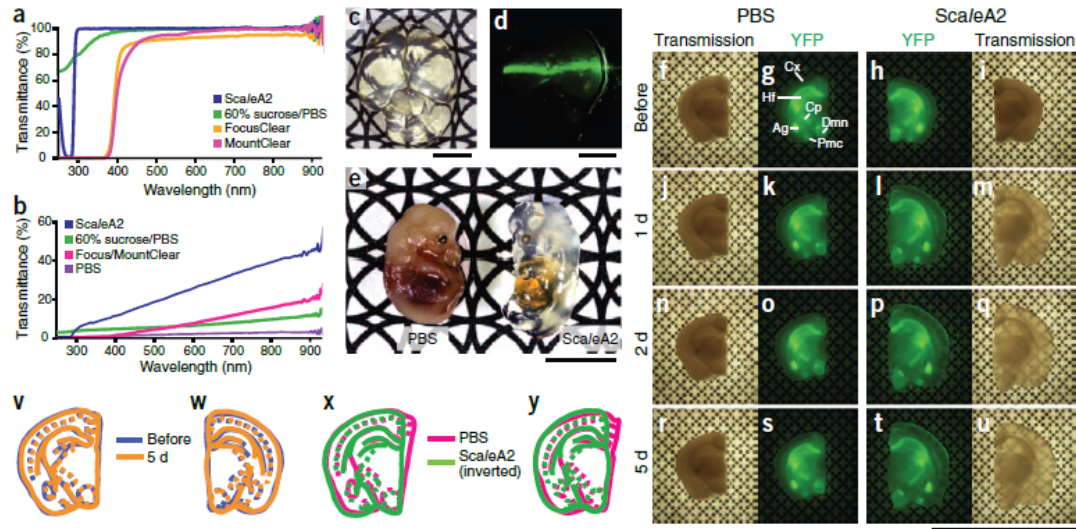 a
Transmittance (%)
100
80
60
40
20
0
300 400 500 600 700 800 900
Wavelength (nm)
Sca/eA2
60% sucrose/PBS
FocusClear
MountClear
b
Transmittance (%)
60
40
20
0
300 400 500 600 700 800 900
Wavelength (nm)
Sca/eA2
60% sucrose/PBS
Focus/MountClear
PBS
c
d
e
PBS
Sca/eA2
PBS Sca/eA2
Transmission YFP YFP Transmission
Before
f g h i
Cx
Hf
Cp
Ag
Dmn
Pmc
1 d
j k l m
2 d
n o p q
5 d
r s t u
v w x y
Before
5 d
PBS
Sca/eA2
(inverted)